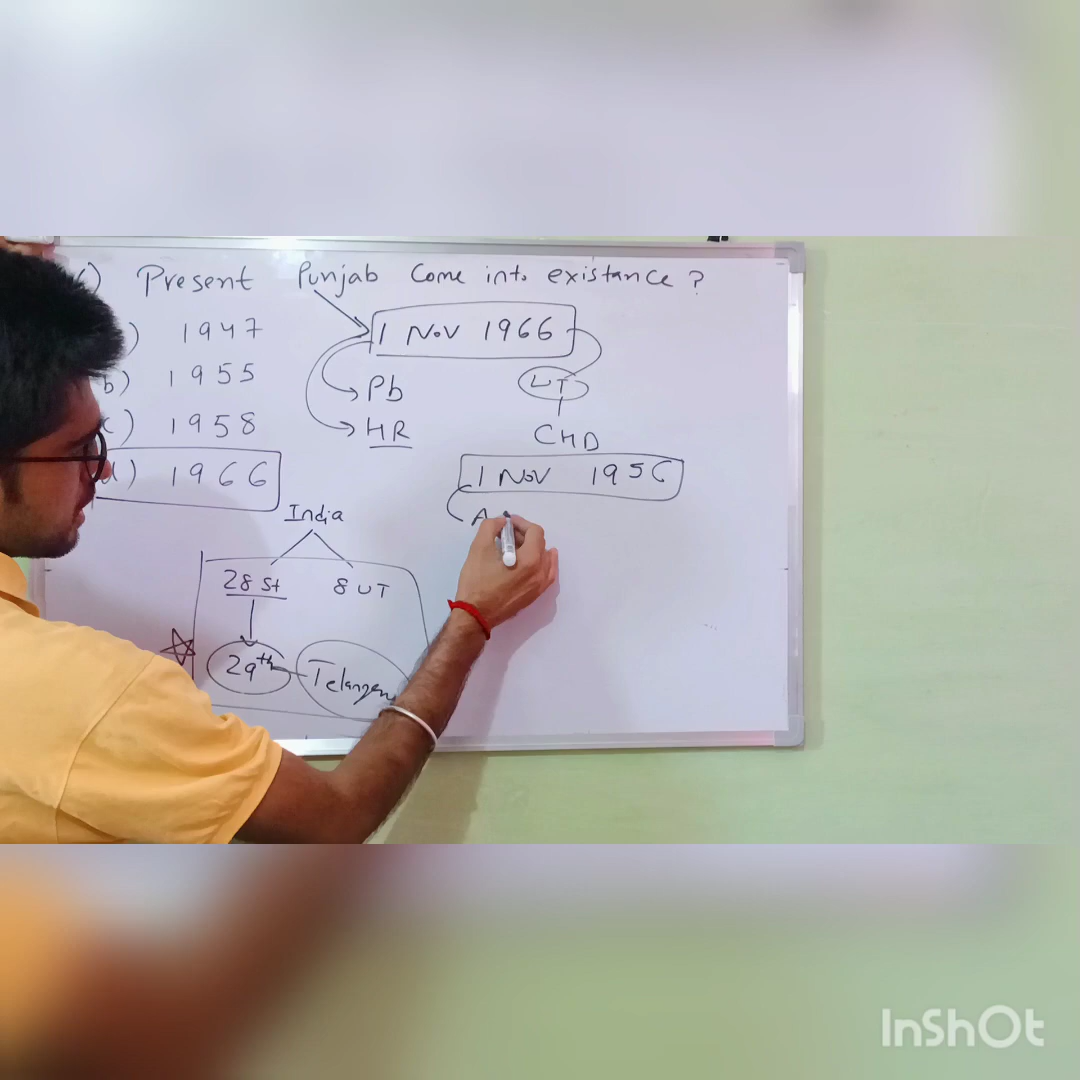 Present Punjab Come into existance ?
1947
1 Nov 1966
b) 1955
Pb
UT
c) 1958
HR
CHD
d) 1966
1 Nov 1956
A
India
28 St 8 UT
29th Telangen
InShOt